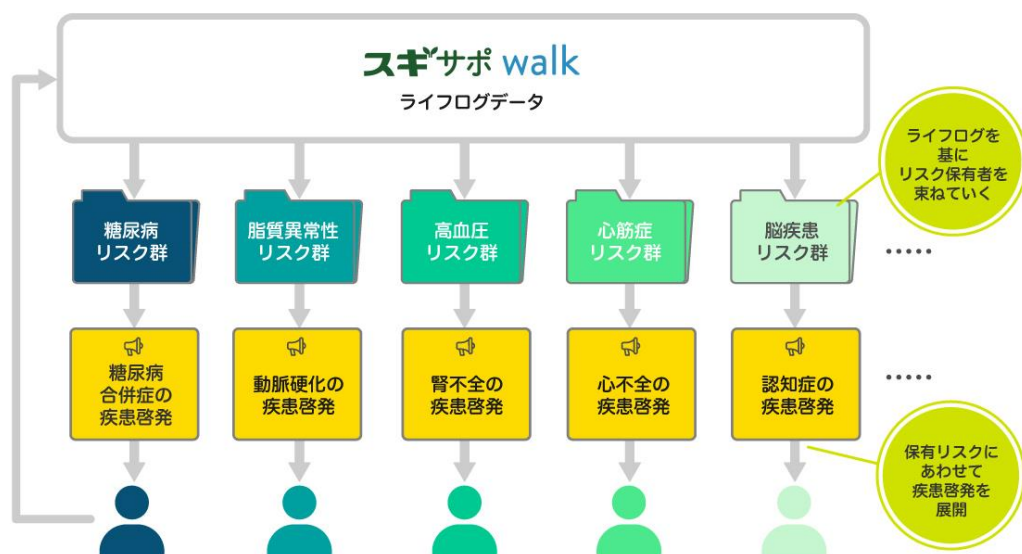 スギサポ walk
ライフログデータ
ライフログを
基に
リスク保有者を
束ねていく
糖尿病
リスク群
脂質異常性
リスク群
高血圧
リスク群
心筋症
リスク群
脳疾患
リスク群
.....
糖尿病
合併症の
疾患啓発
動脈硬化の
疾患啓発
腎不全の
疾患啓発
心不全の
疾患啓発
認知症の
疾患啓発
.....
保有リスクに
あわせて
疾患啓発を
展開